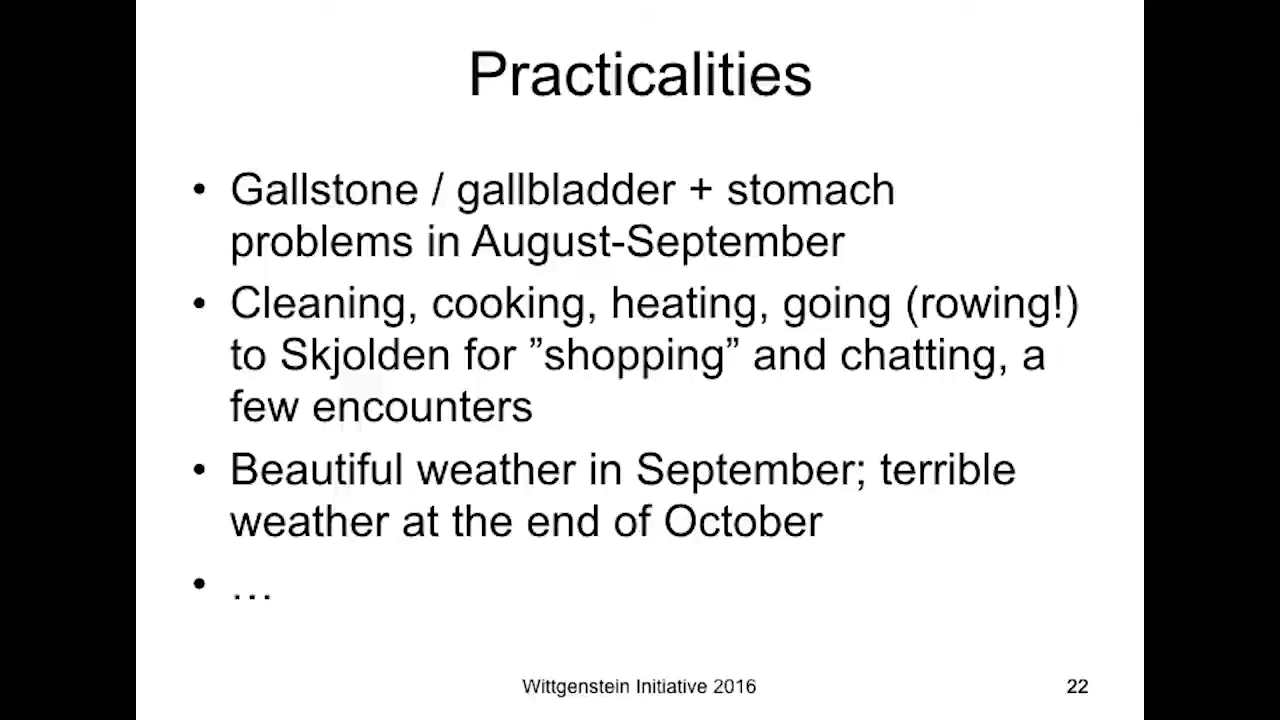 Practicalities
• Gallstone / gallbladder + stomach
problems in August-September
• Cleaning, cooking, heating, going (rowing!)
to Skjolden for ”shopping” and chatting, a
few encounters
• Beautiful weather in September; terrible
weather at the end of October
• …
Wittgenstein Initiative 2016
22